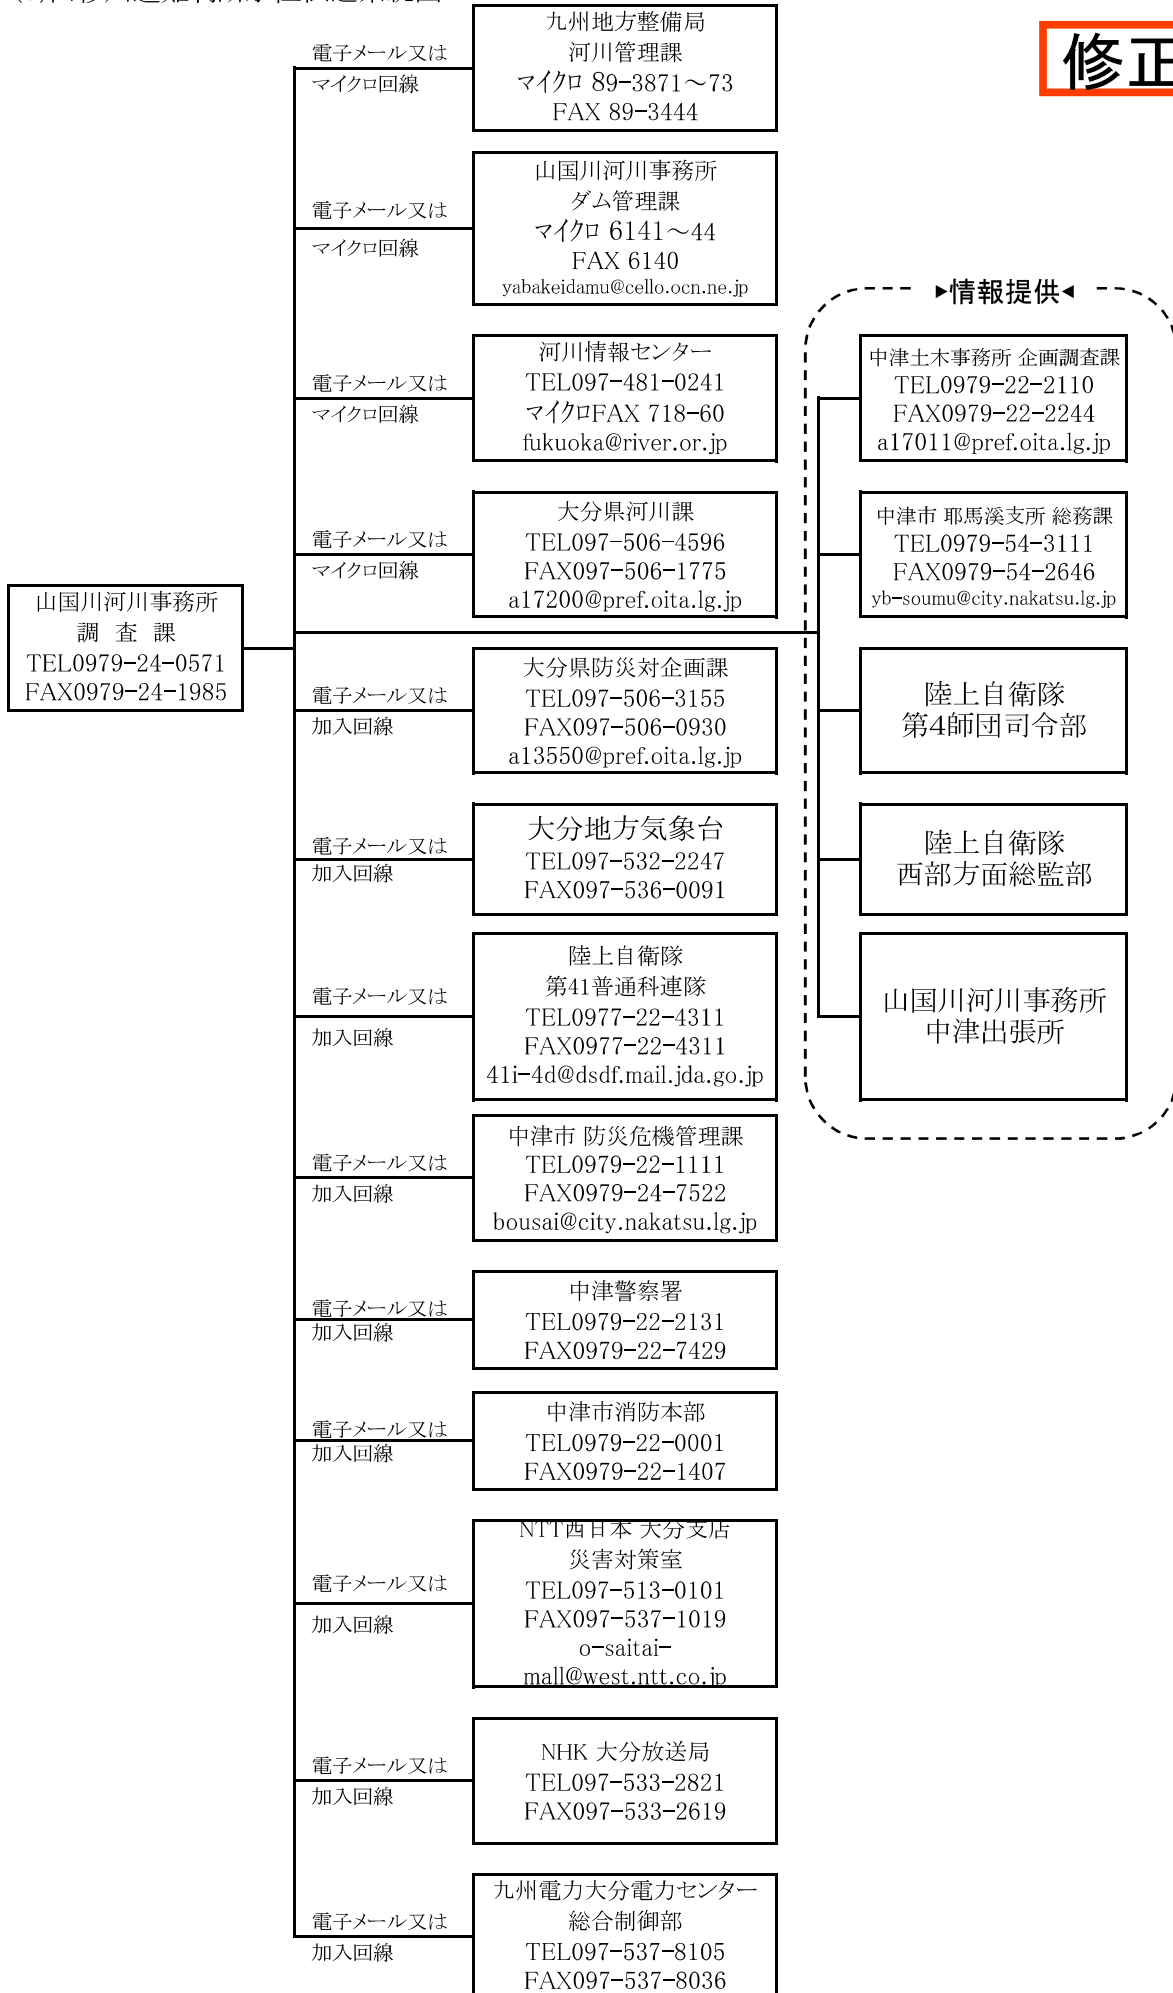 修正
九州地方整備局
河川管理課
マイクロ 89-3871～73
FAX 89-3444
電子メール又は
マイクロ回線
山国川河川事務所
ダム管理課
マイクロ 6141～44
FAX 6140
yabakeidamu@cello.ocn.ne.jp
電子メール又は
マイクロ回線
河川情報センター
TEL097-481-0241
マイクロFAX 718-60
fukuoka@river.or.jp
電子メール又は
マイクロ回線
大分県河川課
TEL097-506-4596
FAX097-506-1775
a17200@pref.oita.lg.jp
電子メール又は
マイクロ回線
山国川河川事務所
調 査 課
TEL0979-24-0571
FAX0979-24-1985
大分県防災対企画課
TEL097-506-3155
FAX097-506-0930
a13550@pref.oita.lg.jp
電子メール又は
加入回線
大分地方気象台
TEL097-532-2247
FAX097-536-0091
電子メール又は
加入回線
陸上自衛隊
第41普通科連隊
TEL0977-22-4311
FAX0977-22-4311
41i-4d@dsdf.mail.jda.go.jp
電子メール又は
加入回線
中津市 防災危機管理課
TEL0979-22-1111
FAX0979-24-7522
bousai@city.nakatsu.lg.jp
電子メール又は
加入回線
中津警察署
TEL0979-22-2131
FAX0979-22-7429
電子メール又は
加入回線
中津市消防本部
TEL0979-22-0001
FAX0979-22-1407
電子メール又は
加入回線
NTT西日本 大分支店
災害対策室
TEL097-513-0101
FAX097-537-1019
o-saitai-
mall@west.ntt.co.jp
電子メール又は
加入回線
NHK 大分放送局
TEL097-533-2821
FAX097-533-2619
電子メール又は
加入回線
九州電力大分電力センター
総合制御部
TEL097-537-8105
FAX097-537-8036
電子メール又は
加入回線
▶情報提供◀
中津土木事務所 企画調査課
TEL0979-22-2110
FAX0979-22-2244
a17011@pref.oita.lg.jp
中津市 耶馬溪支所 総務課
TEL0979-54-3111
FAX0979-54-2646
yb-soumu@city.nakatsu.lg.jp
陸上自衛隊
第4師団司令部
陸上自衛隊
西部方面総監部
山国川河川事務所
中津出張所